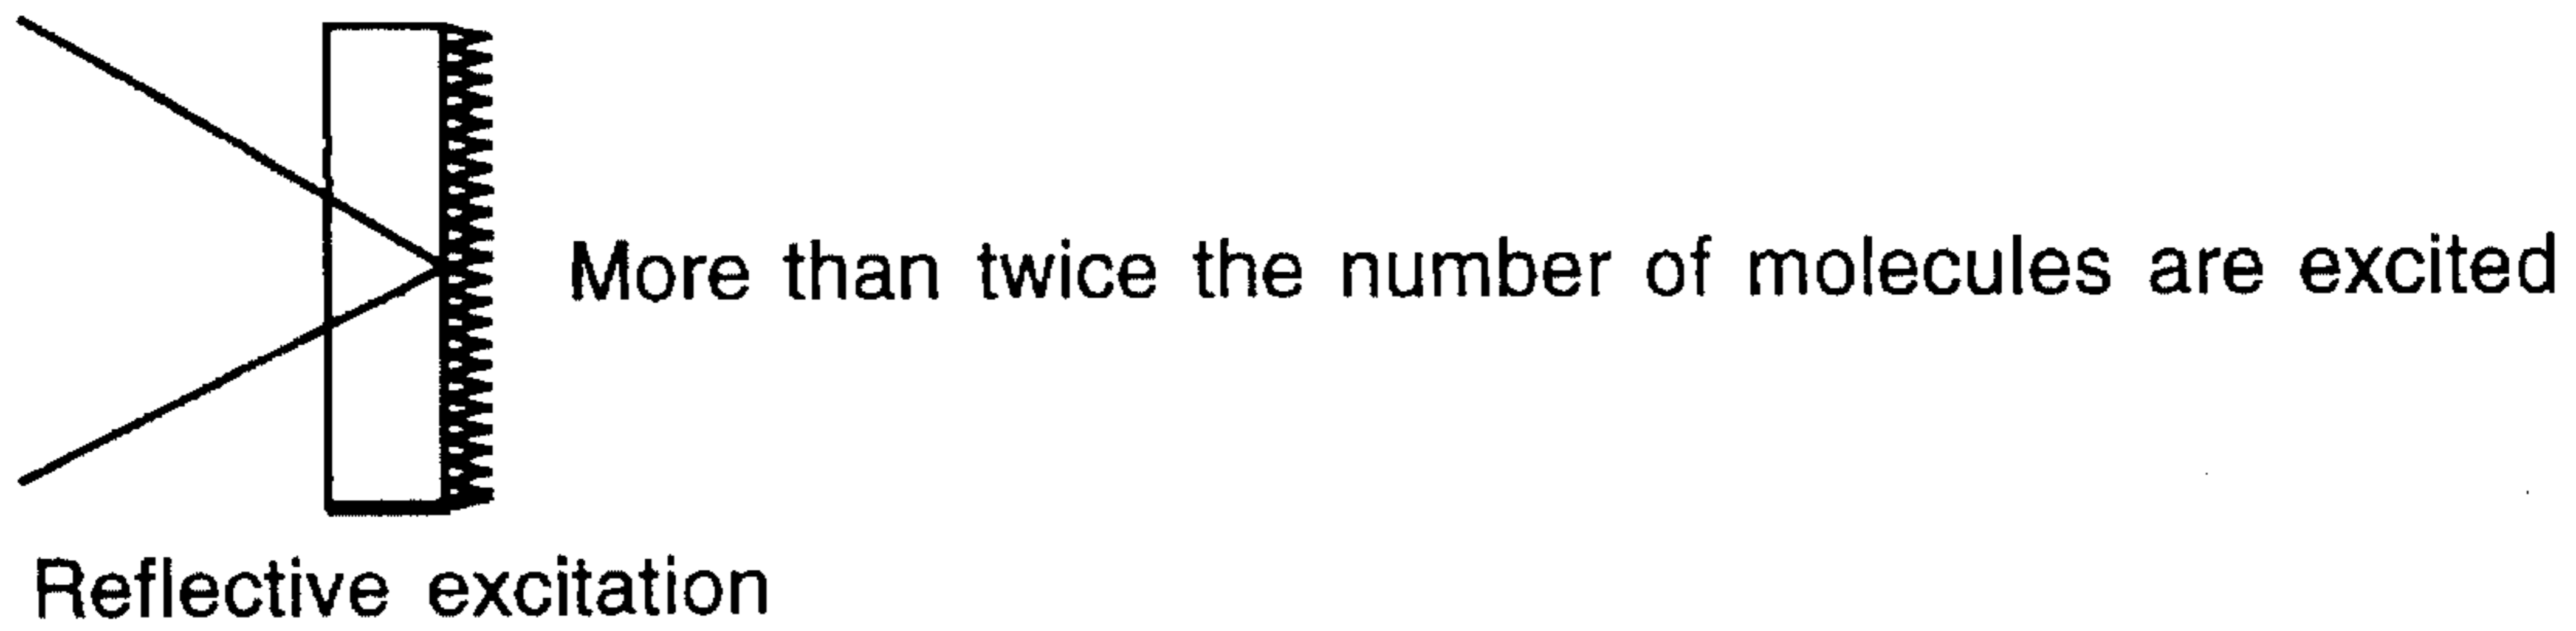 More than twice the number of molecules are excited
Reflective excitation